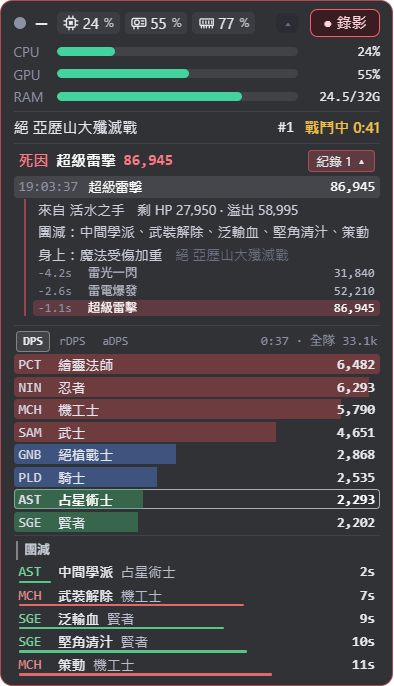 24 % 55 % 77 % ▲ ● 錄影
CPU 24%
GPU 55%
RAM 24.5/32G
絕 亞歷山大殲滅戰 #1 戰鬥中 0:41
死因 超級雷擊 86,945 紀錄 1 ▲
19:03:37 超級雷擊 86,945
來自 活水之手 剩 HP 27,950 · 溢出 58,995
團減：中間學派、武裝解除、泛輸血、堅角清汁、策動
身上：魔法受傷加重 絕 亞歷山大殲滅戰
-4.2s 雷光一閃 31,840
-2.6s 雷電爆發 52,210
-1.1s 超級雷擊 86,945
DPS rDPS aDPS 0:37 · 全隊 33.1k
PCT 繪靈法師 6,482
NIN 忍者 6,293
MCH 機工士 5,790
SAM 武士 4,651
GNB 絕槍戰士 2,868
PLD 騎士 2,535
AST 占星術士 2,293
SGE 賢者 2,202
團減
AST 中間學派 占星術士 2s
MCH 武裝解除 機工士 7s
SGE 泛輸血 賢者 9s
SGE 堅角清汁 賢者 10s
MCH 策動 機工士 11s